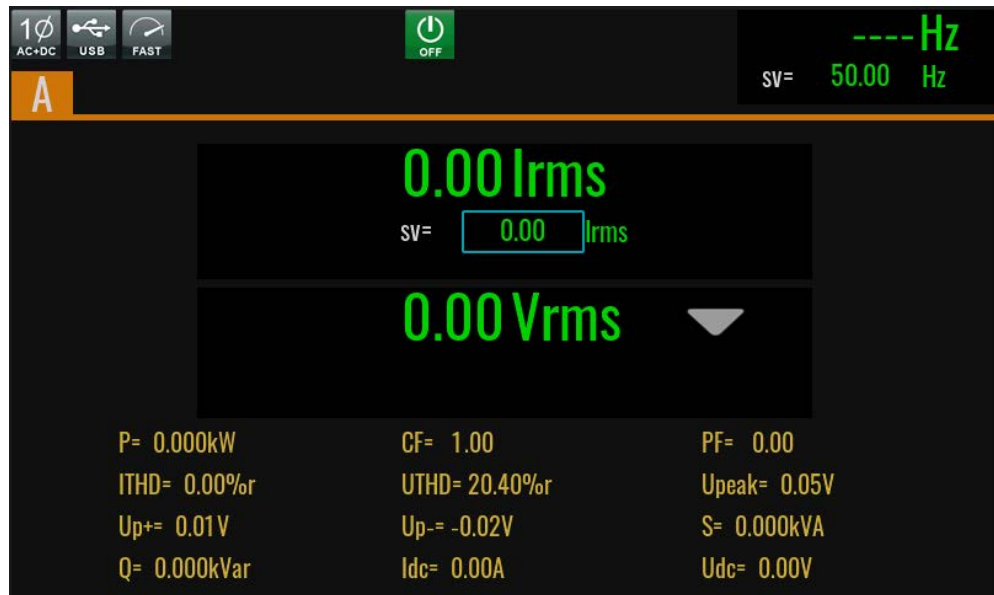 1Ø
AC+DC
USB
FAST
OFF
---- Hz
SV= 50.00 Hz
A
0.00 Irms
SV= 0.00 Irms
0.00 Vrms
P= 0.000kW CF= 1.00 PF= 0.00
ITHD= 0.00%r UTHD= 20.40%r Upeak= 0.05V
Up+= 0.01V Up-= -0.02V S= 0.000kVA
Q= 0.000kVar Idc= 0.00A Udc= 0.00V